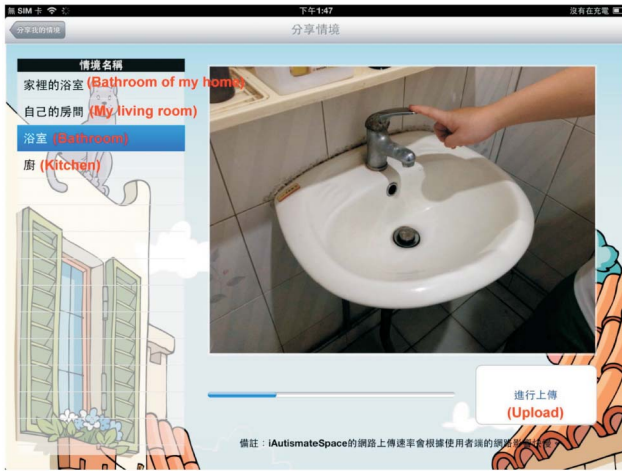 無 SIM 卡
下午1:47
沒有在充電
分享我的情境
分享情境
情境名稱
家裡的浴室 (Bathroom of my home)
自己的房間 (My living room)
浴室 (Bathroom)
廚 (Kitchen)
進行上傳
(Upload)
備註：iAutismateSpace的網路上傳速率會根據使用者端的網路